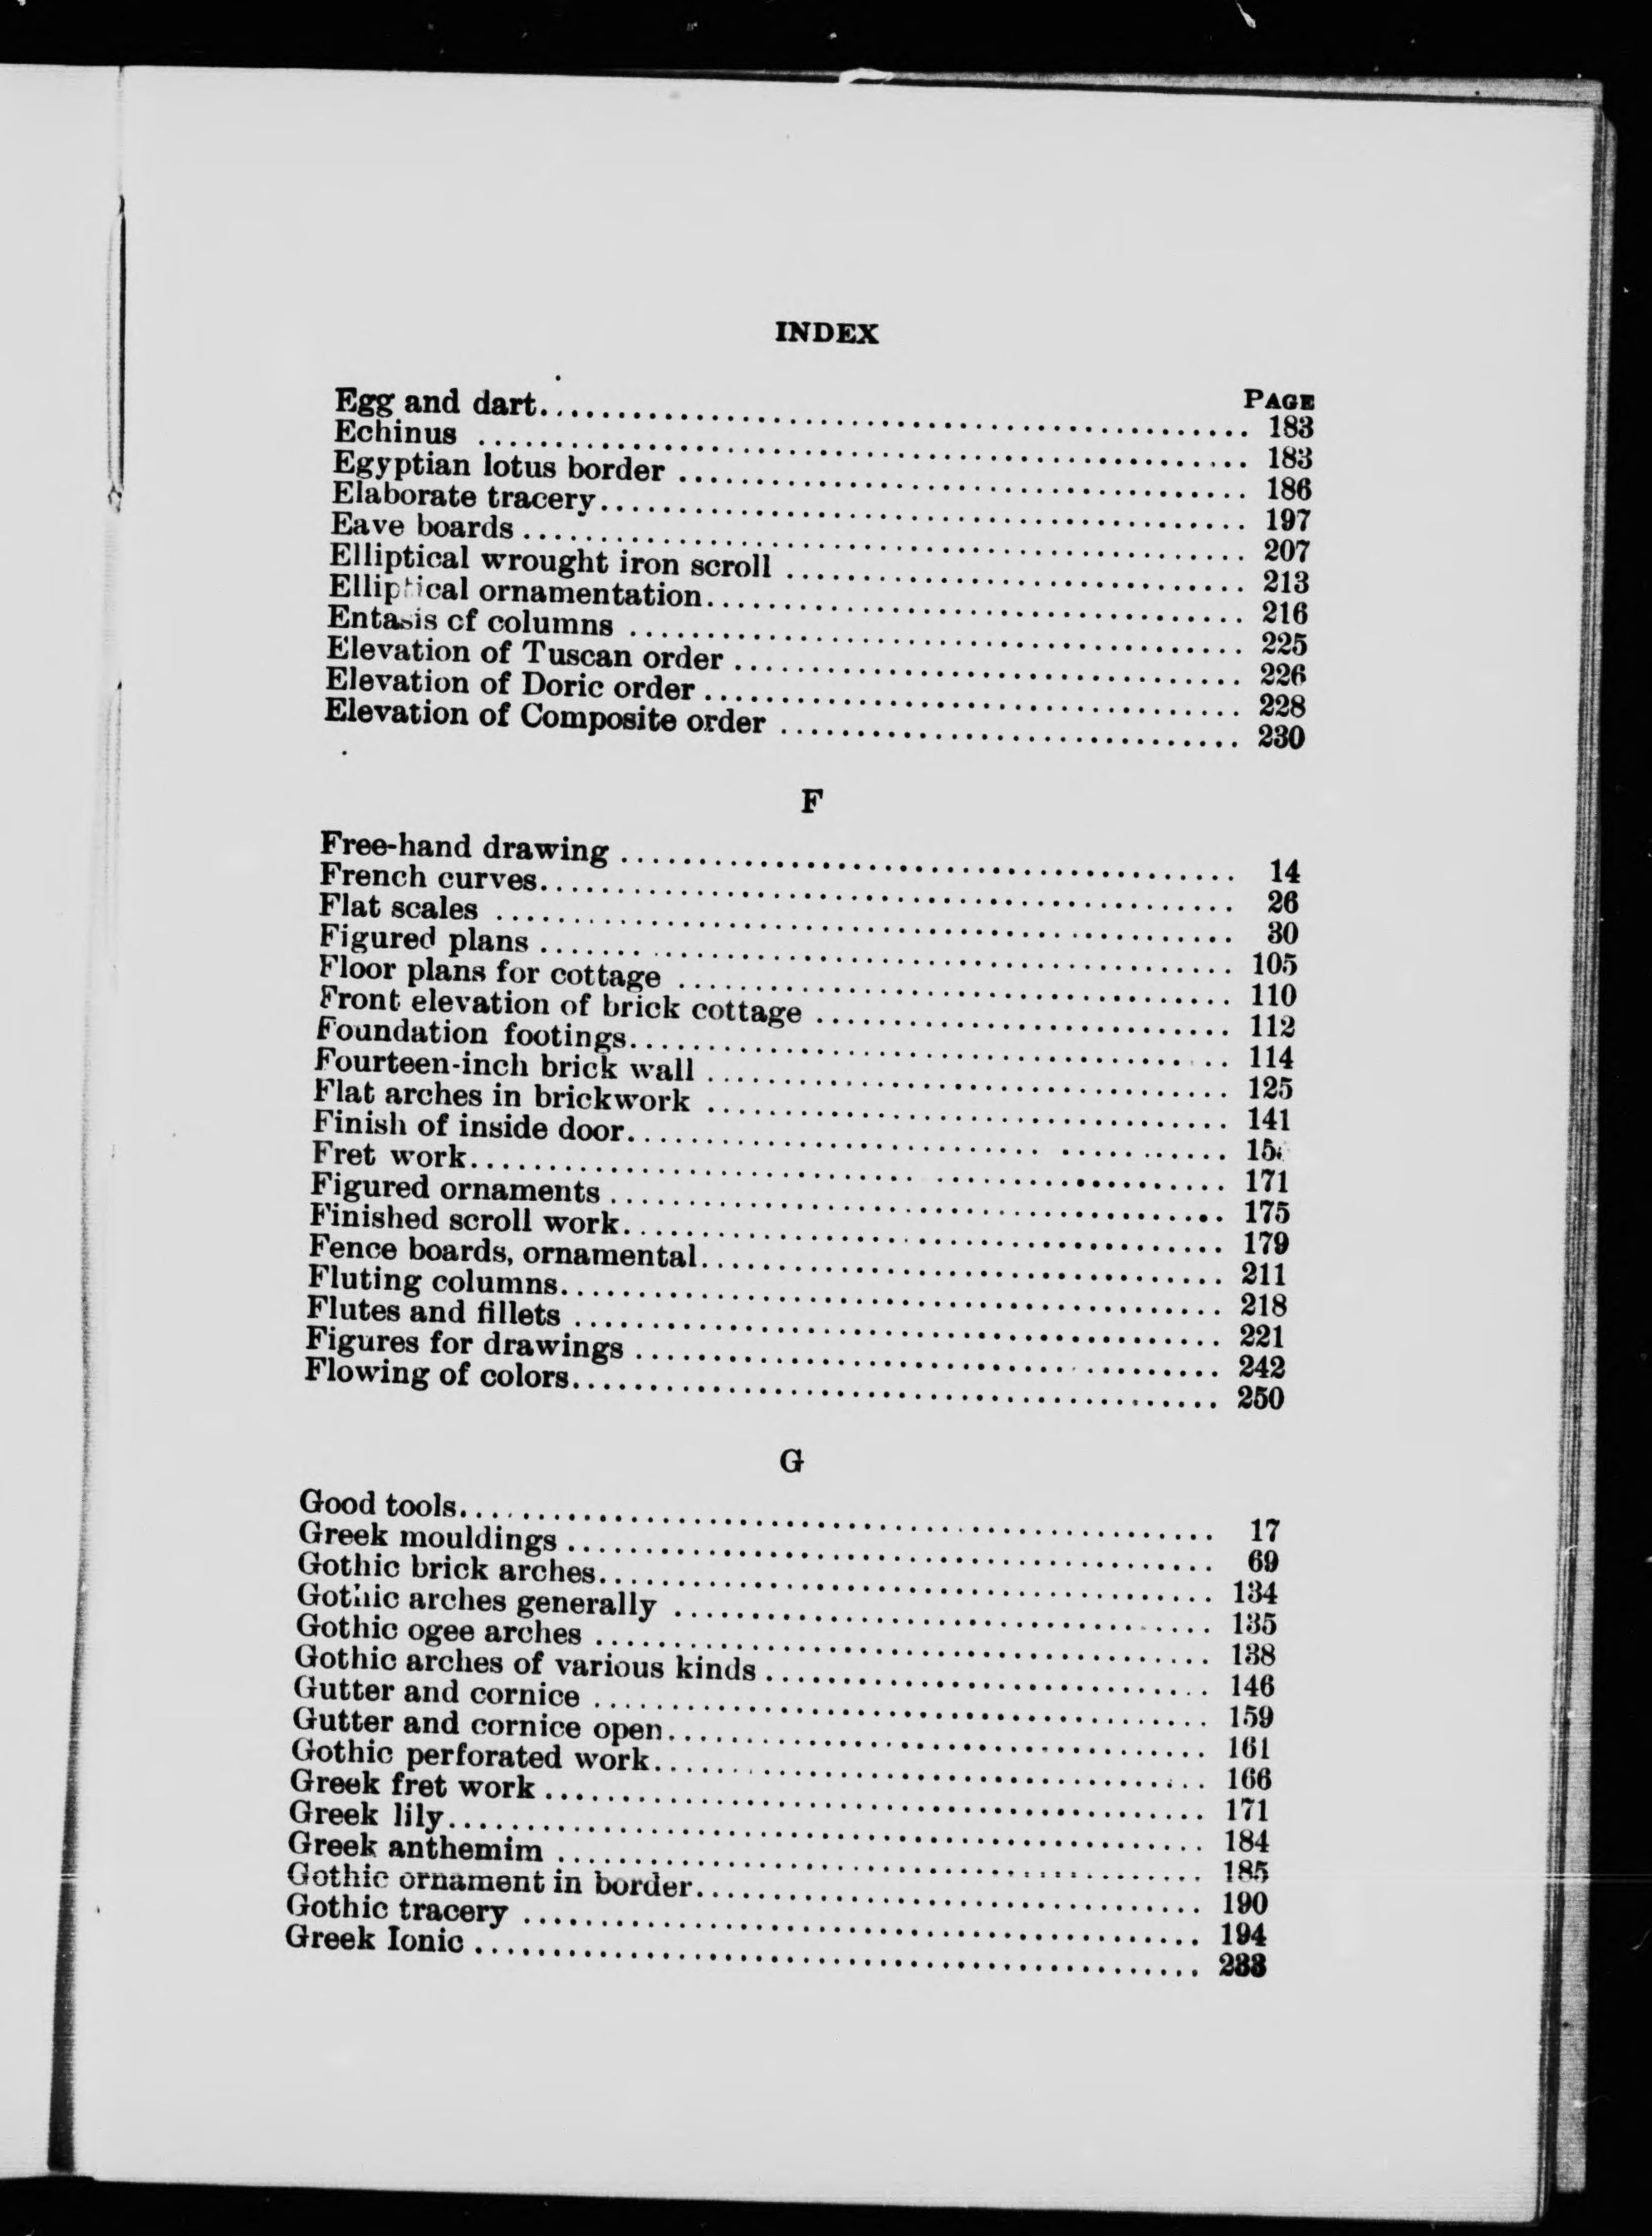 INDEX
PAGE
Egg and dart........................................ 183
Echinus ........................................ 183
Egyptian lotus border ........................................ 186
Elaborate tracery........................................ 197
Eave boards ........................................ 207
Elliptical wrought iron scroll ........................................ 213
Elliptical ornamentation........................................ 216
Entasis of columns ........................................ 225
Elevation of Tuscan order ........................................ 226
Elevation of Doric order ........................................ 228
Elevation of Composite order ........................................ 230
F
Free-hand drawing ........................................ 14
French curves........................................ 26
Flat scales ........................................ 30
Figured plans ........................................ 105
Floor plans for cottage ........................................ 110
Front elevation of brick cottage ........................................ 112
Foundation footings........................................ 114
Fourteen-inch brick wall ........................................ 125
Flat arches in brickwork ........................................ 141
Finish of inside door........................................
Fret work........................................ 171
Figured ornaments ........................................ 175
Finished scroll work........................................ 179
Fence boards, ornamental........................................ 211
Fluting columns........................................ 218
Flutes and fillets ........................................ 221
Figures for drawings ........................................ 242
Flowing of colors........................................ 250
G
Good tools........................................ 17
Greek mouldings ........................................ 69
Gothic brick arches........................................ 134
Gothic arches generally ........................................ 135
Gothic ogee arches ........................................ 138
Gothic arches of various kinds ........................................ 146
Gutter and cornice ........................................ 159
Gutter and cornice open........................................ 161
Gothic perforated work........................................ 166
Greek fret work ........................................ 171
Greek lily........................................ 184
Greek anthemim ........................................ 185
Gothic ornament in border........................................ 190
Gothic tracery ........................................ 194
Greek Ionic ........................................ 233